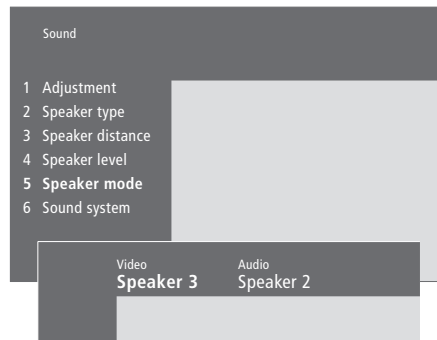 Sound
1 Adjustment
2 Speaker type
3 Speaker distance
4 Speaker level
5 Speaker mode
6 Sound system
Video Audio
Speaker 3 Speaker 2